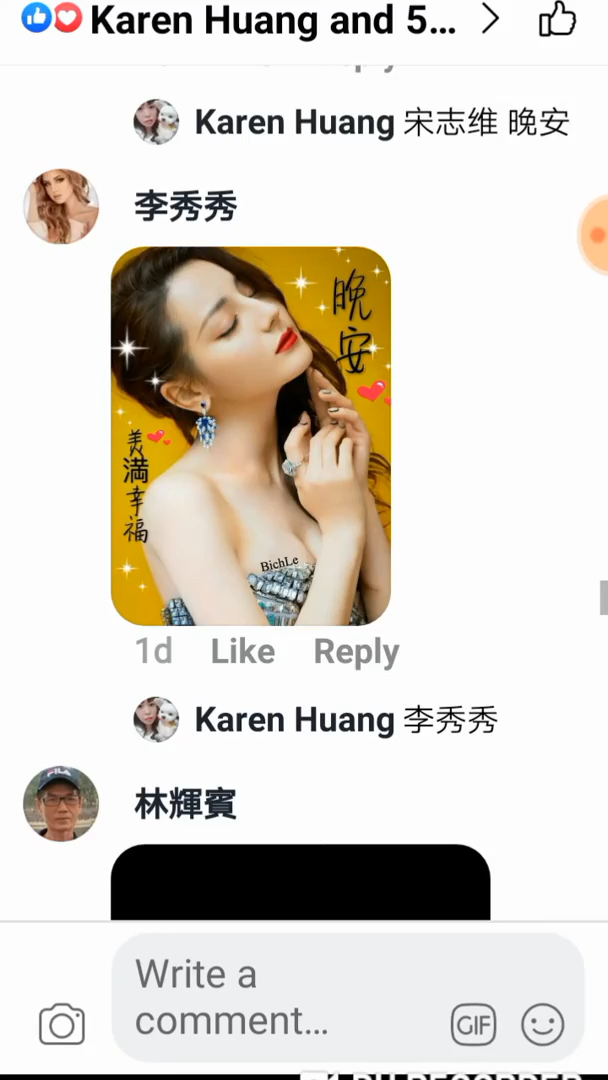 Karen Huang and 5...
Karen Huang 宋志维 晚安
李秀秀
晚
安
美
滿
幸
福
BichLe
1d Like Reply
Karen Huang 李秀秀
林輝賓
Write a
comment...
GIF